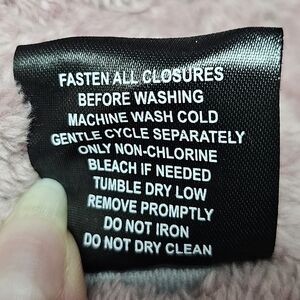 FASTEN ALL CLOSURES
BEFORE WASHING
MACHINE WASH COLD
GENTLE CYCLE SEPARATELY
ONLY NON-CHLORINE
BLEACH IF NEEDED
TUMBLE DRY LOW
REMOVE PROMPTLY
DO NOT IRON
DO NOT DRY CLEAN